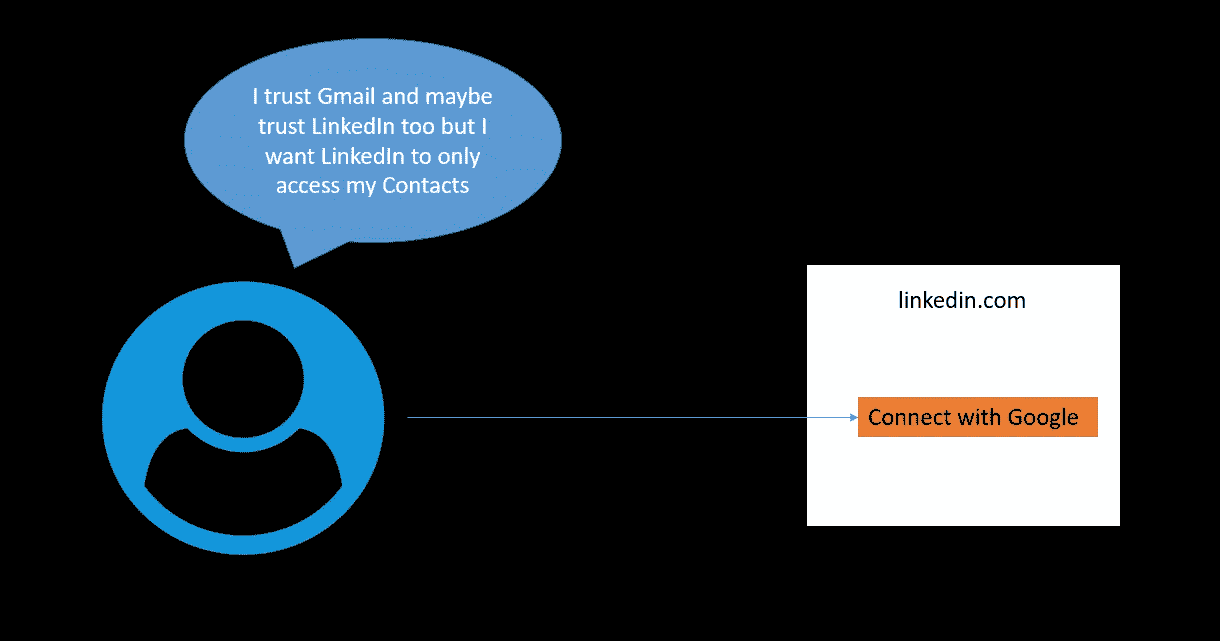 I trust Gmail and maybe
trust LinkedIn too but I
want LinkedIn to only
access my Contacts
linkedin.com
Connect with Google